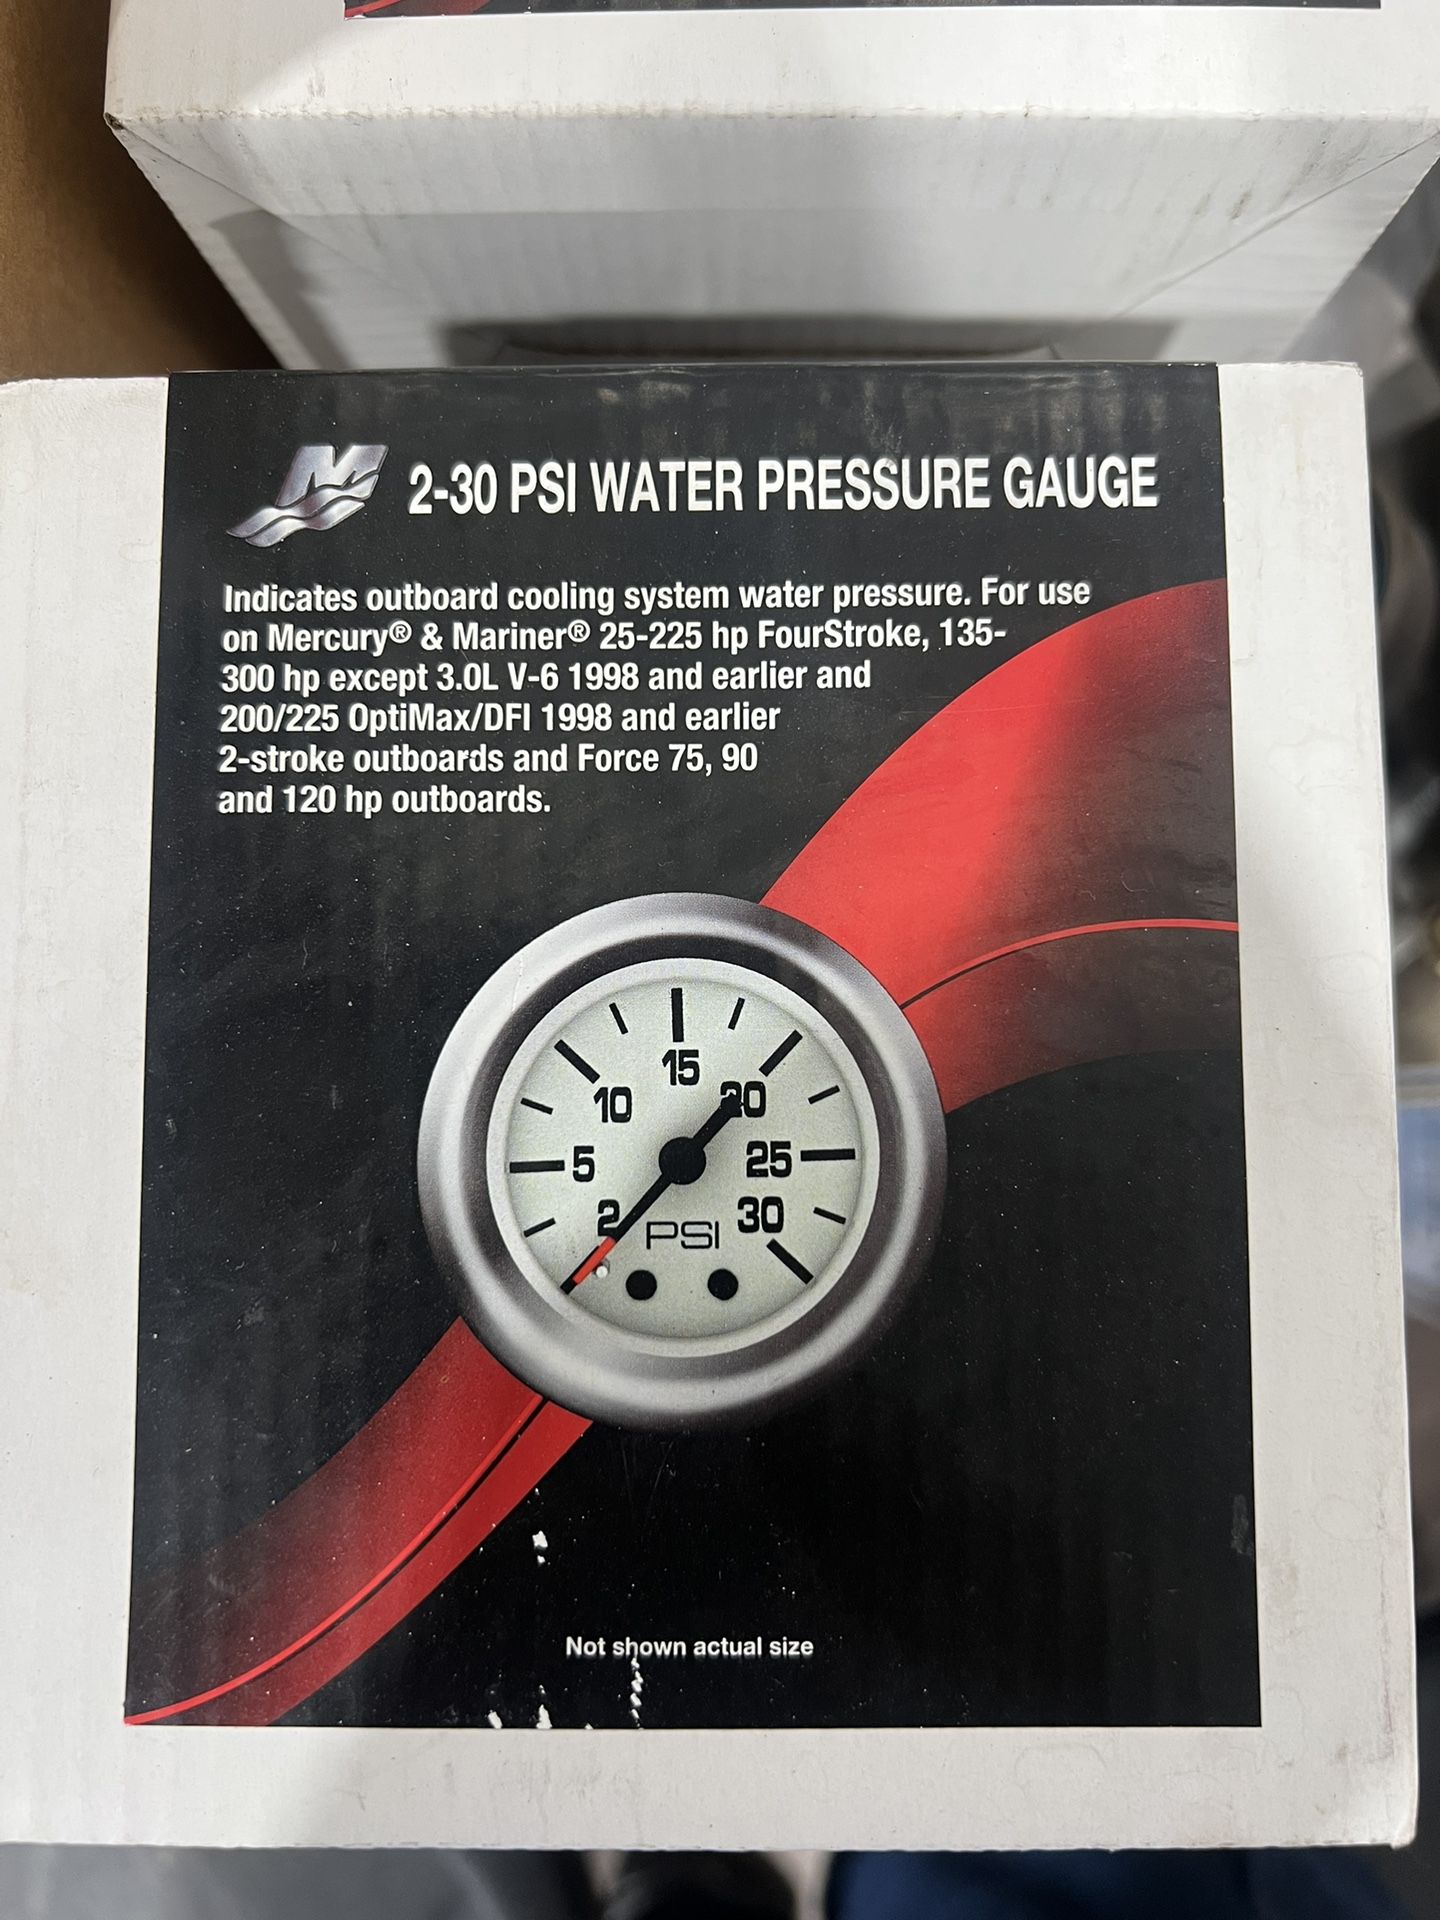 2-30 PSI WATER PRESSURE GAUGE
Indicates outboard cooling system water pressure. For use
on Mercury® & Mariner® 25-225 hp FourStroke, 135-
300 hp except 3.0L V-6 1998 and earlier and
200/225 OptiMax/DFI 1998 and earlier
2-stroke outboards and Force 75, 90
and 120 hp outboards.
15
10
20
5
25
2
30
PSI
Not shown actual size